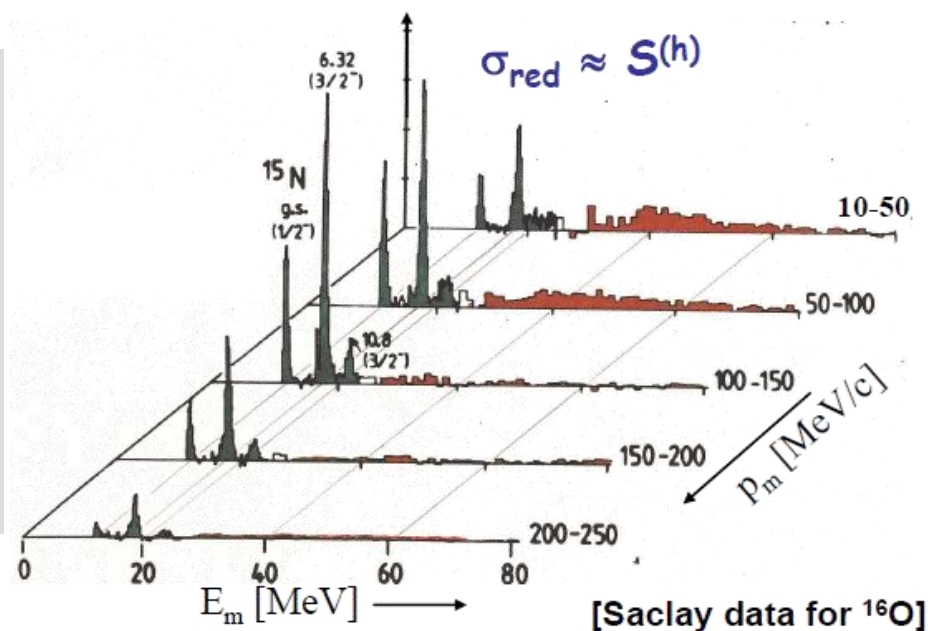 σred ≈ S(h)
6.32
(3/2⁻)
¹⁵N
g.s.
(1/2⁻)
10-50
50-100
10.8
(3/2⁻)
100-150
150-200
200-250
pₘ [MeV/c]
0 20 40 60 80
Eₘ [MeV]
[Saclay data for ¹⁶O]